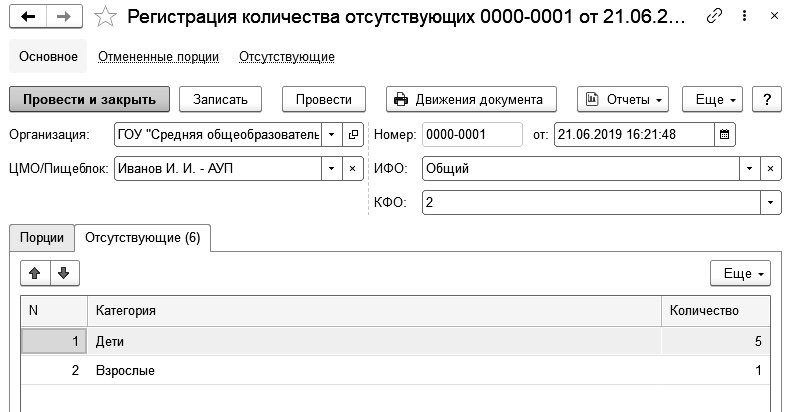 Регистрация количества отсутствующих 0000-0001 от 21.06.2...
Основное Отмененные порции Отсутствующие
Провести и закрыть Записать Провести Движения документа Отчеты Еще ?
Организация: ГОУ "Средняя общеобразователь Номер: 0000-0001 от: 21.06.2019 16:21:48
ЦМО/Пищеблок: Иванов И. И. - АУП ИФО: Общий
КФО: 2
Порции Отсутствующие (6)
Еще
N Категория Количество
1 Дети 5
2 Взрослые 1